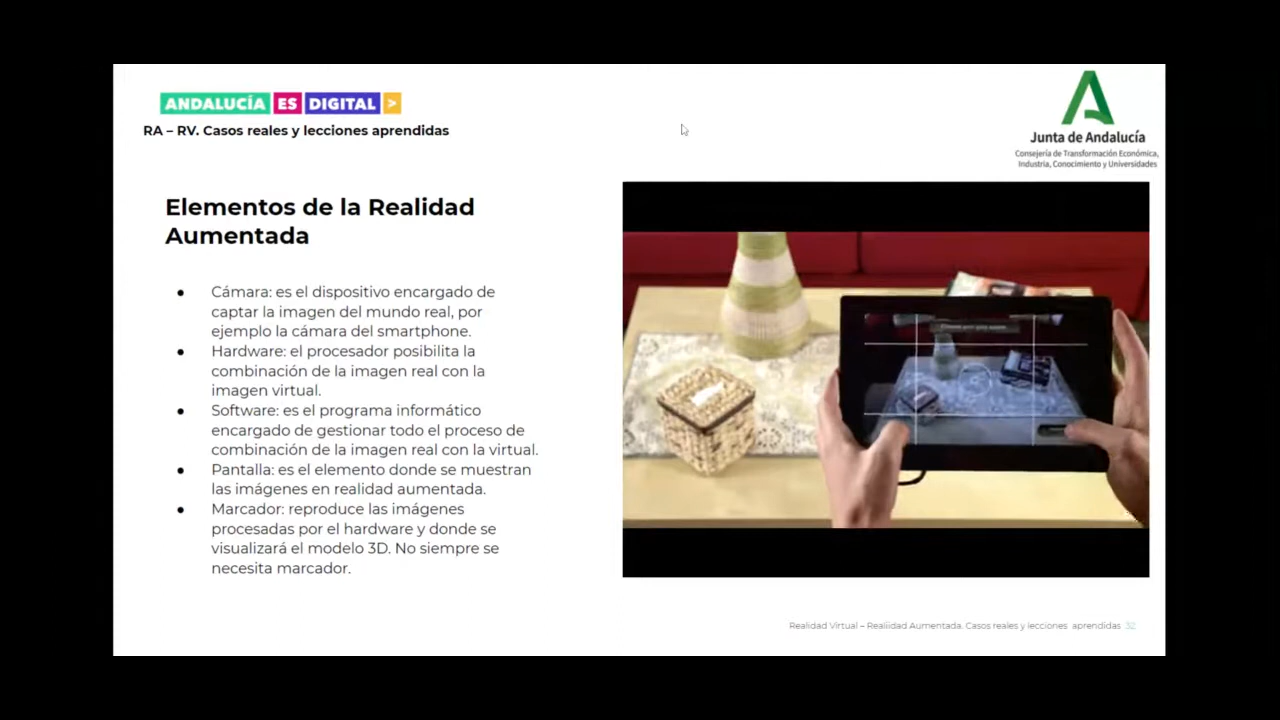 ANDALUCÍA ES DIGITAL >
RA – RV. Casos reales y lecciones aprendidas
Junta de Andalucía
Consejería de Transformación Económica,
Industria, Conocimiento y Universidades
Elementos de la Realidad
Aumentada
● Cámara: es el dispositivo encargado de
captar la imagen del mundo real, por
ejemplo la cámara del smartphone.
● Hardware: el procesador posibilita la
combinación de la imagen real con la
imagen virtual.
● Software: es el programa informático
encargado de gestionar todo el proceso de
combinación de la imagen real con la virtual.
● Pantalla: es el elemento donde se muestran
las imágenes en realidad aumentada.
● Marcador: reproduce las imágenes
procesadas por el hardware y donde se
visualizará el modelo 3D. No siempre se
necesita marcador.
Realidad Virtual – Realiidad Aumentada. Casos reales y lecciones aprendidas 32